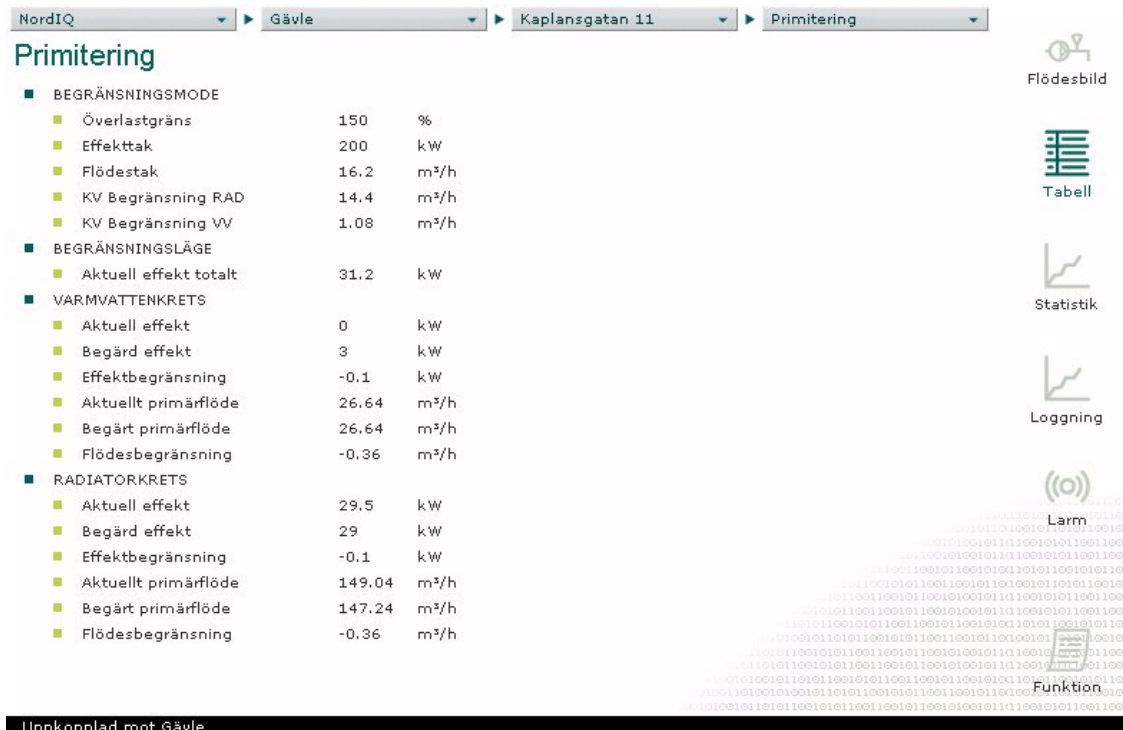 NordIQ Gävle Kaplansgatan 11 Primitering
Primitering
BEGRÄNSNINGSMODE
Överlastgräns 150 %
Effekttak 200 kW
Flödestak 16.2 m³/h
KV Begränsning RAD 14.4 m³/h
KV Begränsning VV 1.08 m³/h
BEGRÄNSNINGSLÄGE
Aktuell effekt totalt 31.2 kW
VARMVATTENKRETS
Aktuell effekt 0 kW
Begärd effekt 3 kW
Effektbegränsning -0.1 kW
Aktuellt primärflöde 26.64 m³/h
Begärt primärflöde 26.64 m³/h
Flödesbegränsning -0.36 m³/h
RADIATORKRETS
Aktuell effekt 29.5 kW
Begärd effekt 29 kW
Effektbegränsning -0.1 kW
Aktuellt primärflöde 149.04 m³/h
Begärt primärflöde 147.24 m³/h
Flödesbegränsning -0.36 m³/h
Flödesbild
Tabell
Statistik
Loggning
Larm
Funktion
Uppkopplad mot Gävle